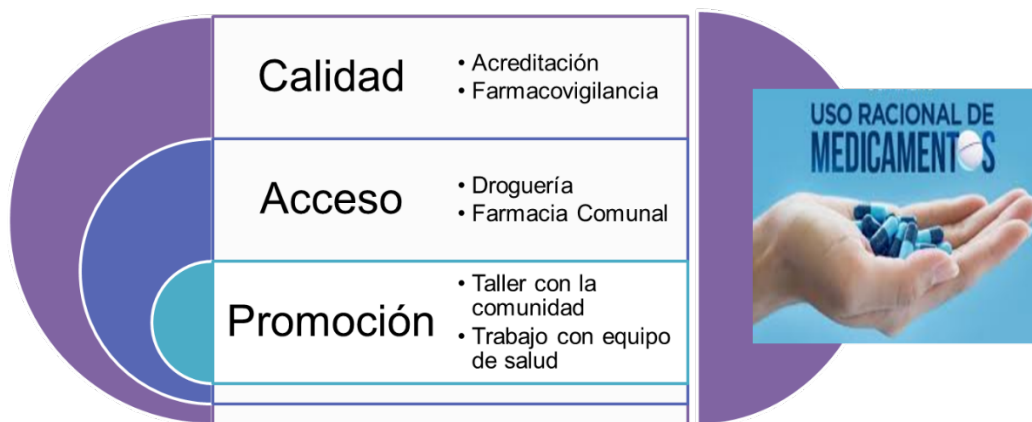 Calidad
• Acreditación
• Farmacovigilancia
Acceso
• Droguería
• Farmacia Comunal
Promoción
• Taller con la
comunidad
• Trabajo con equipo
de salud
USO RACIONAL DE
MEDICAMENTOS